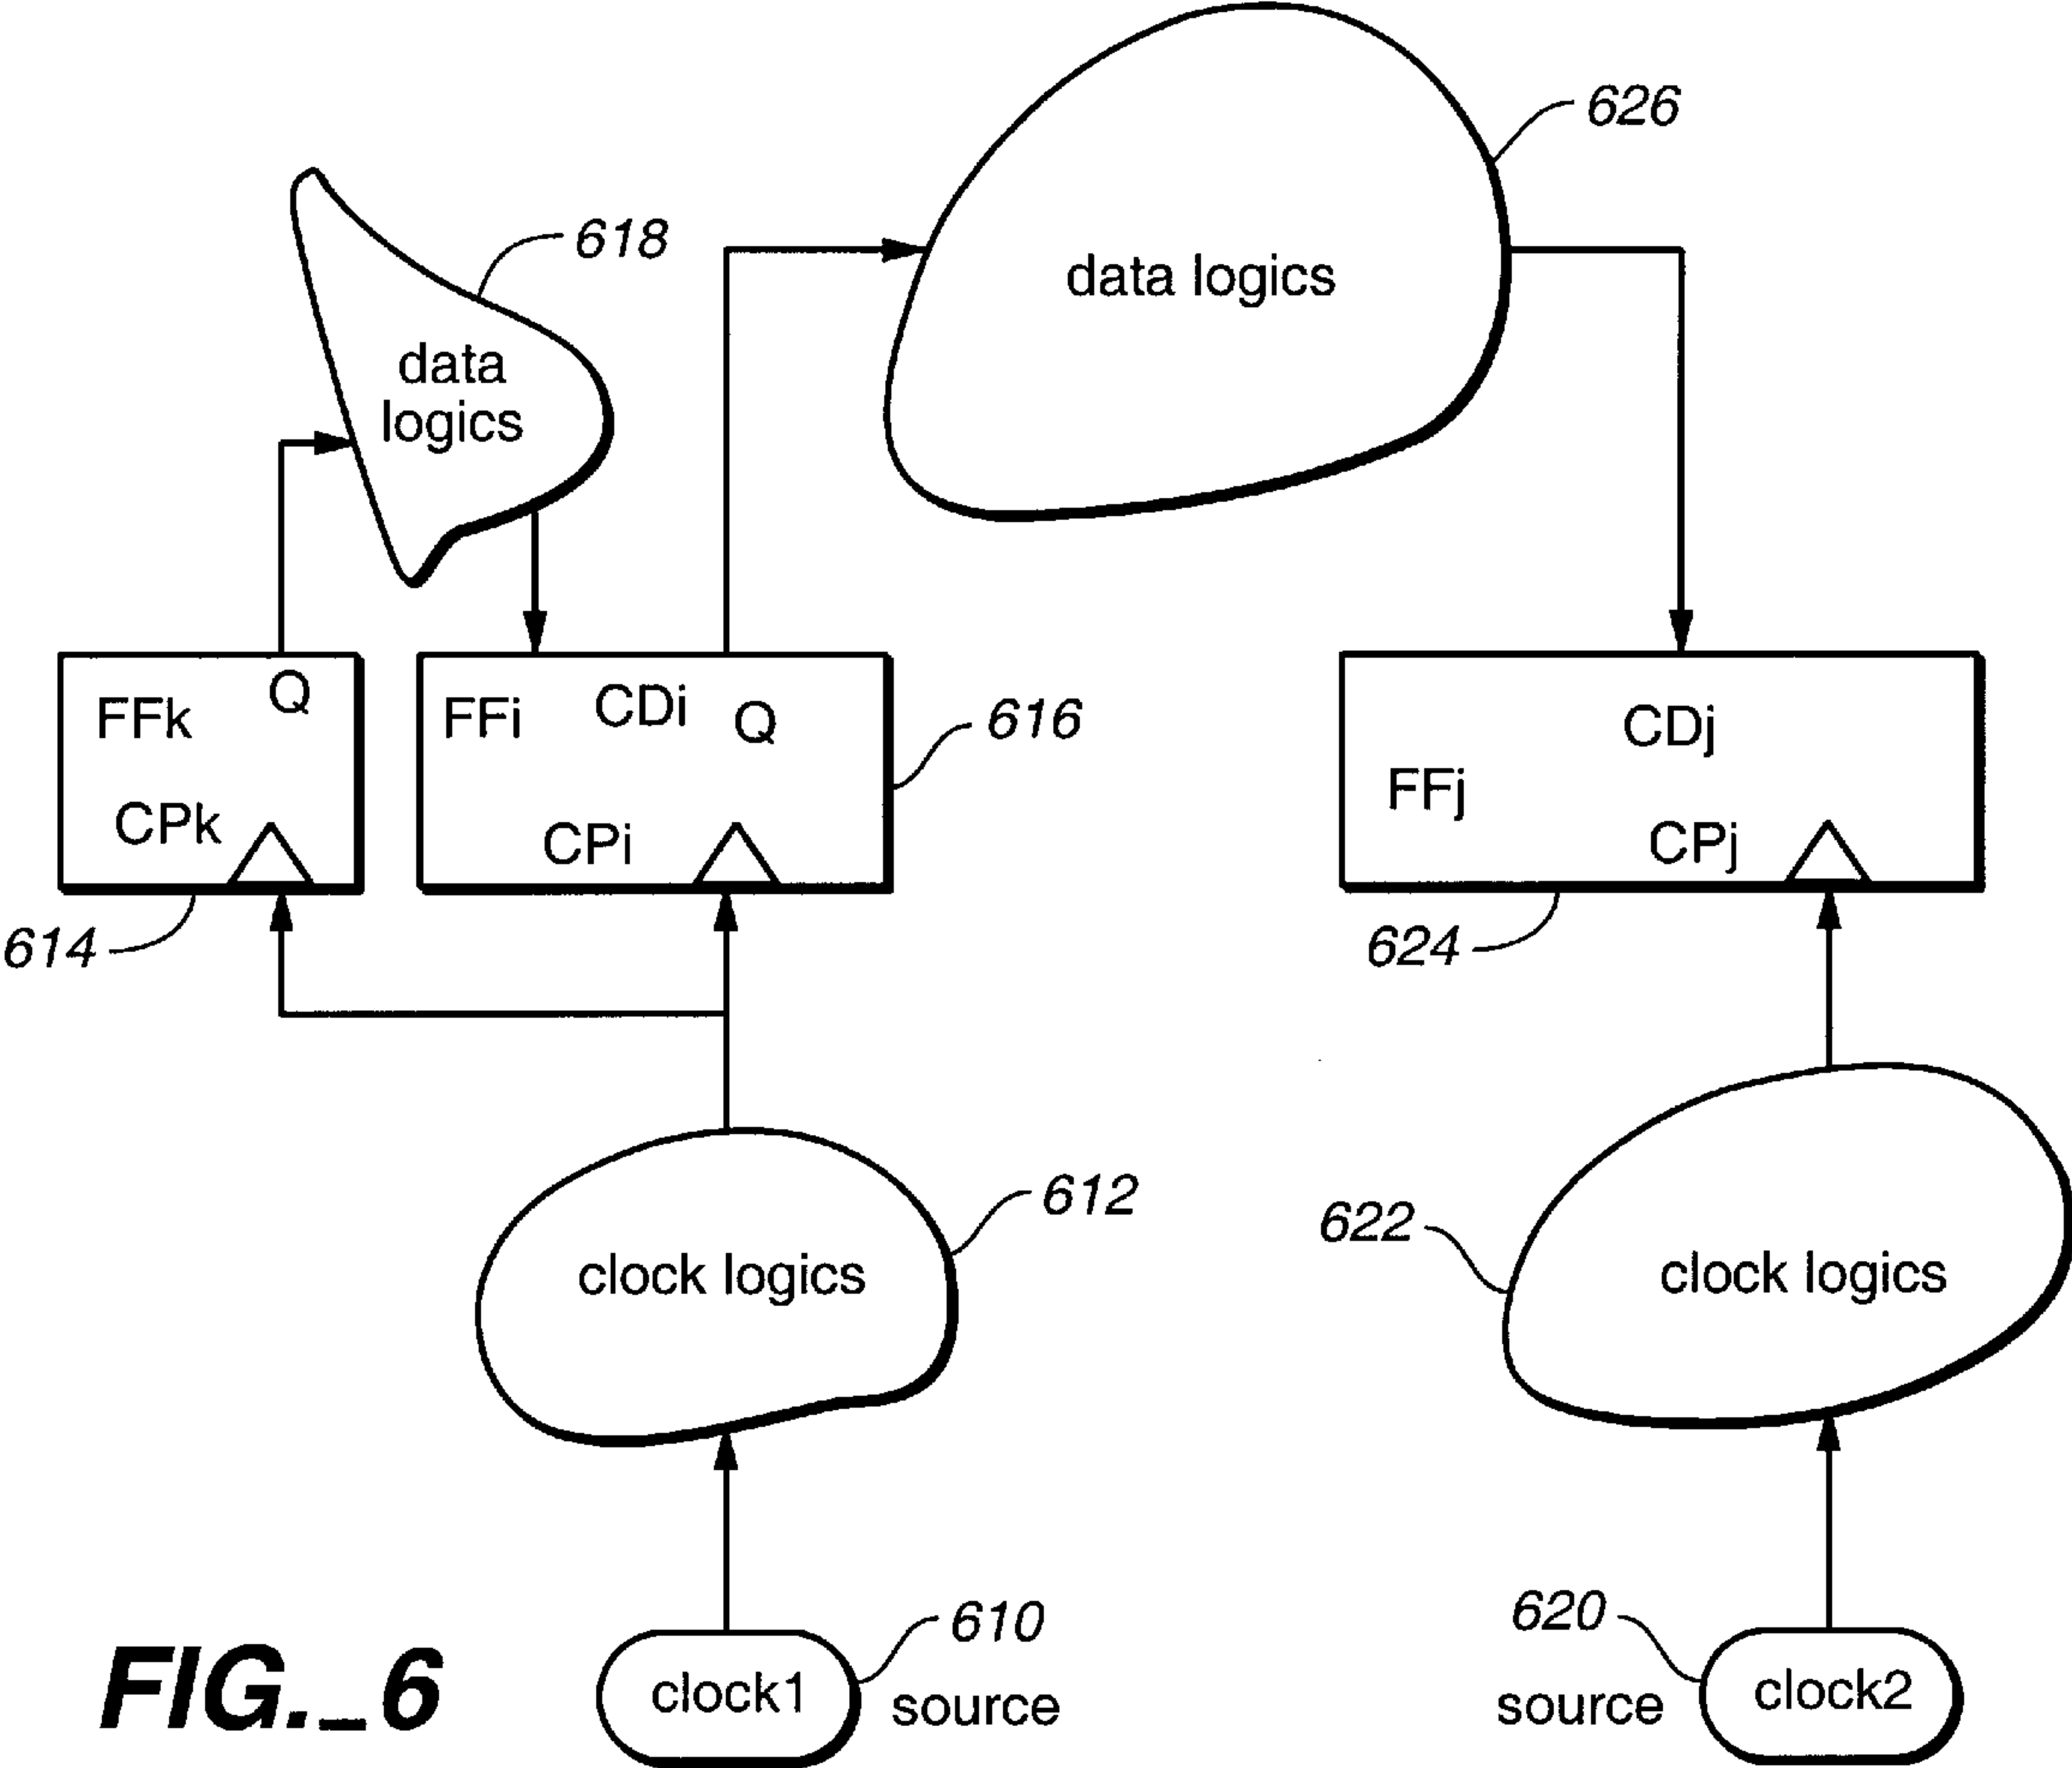 626
618
data logics
data
logics
FFk
Q
FFi
CDi
Q
616
CDj
FFj
CPk
CPi
CPj
614
624
612
622
clock logics
clock logics
610
620
clock1
source
source
clock2
FIG._6